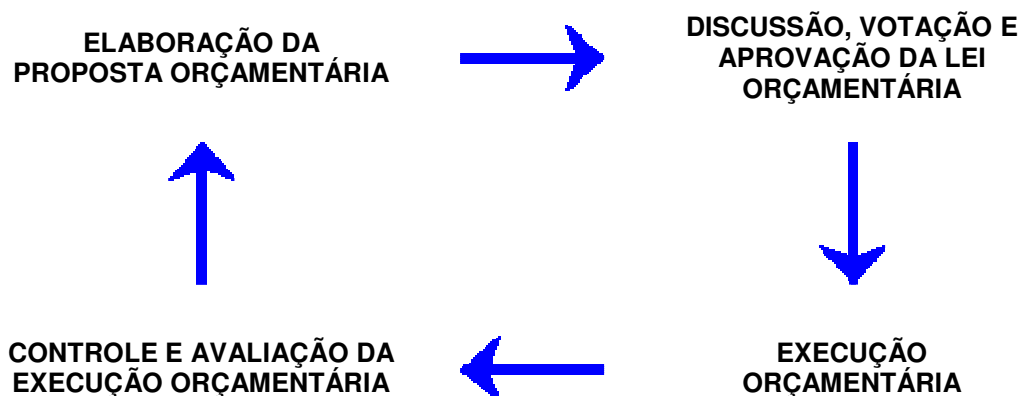 ELABORAÇÃO DA
PROPOSTA ORÇAMENTÁRIA
DISCUSSÃO, VOTAÇÃO E
APROVAÇÃO DA LEI
ORÇAMENTÁRIA
CONTROLE E AVALIAÇÃO DA
EXECUÇÃO ORÇAMENTÁRIA
EXECUÇÃO
ORÇAMENTÁRIA